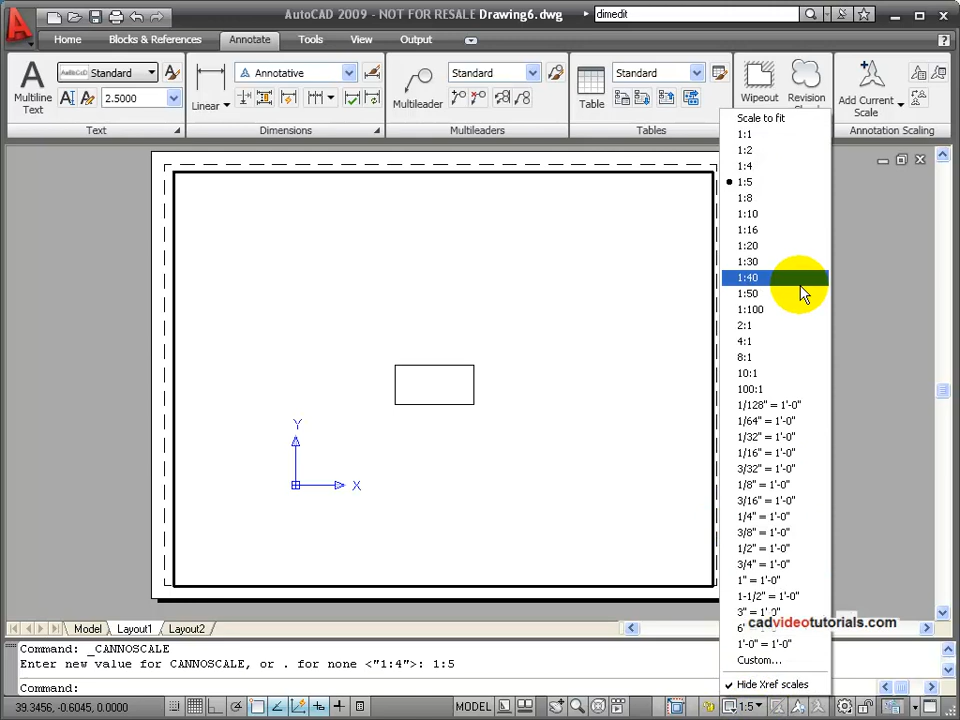 AutoCAD 2009 - NOT FOR RESALE Drawing6.dwg
dimedit
Home Blocks & References Annotate Tools View Output
Multiline Text
Standard
2.5000
Text
Linear
Annotative
Dimensions
Multileader
Standard
Multileaders
Table
Standard
Tables
Wipeout
Revision
Add Current Scale
Annotation Scaling
Scale to fit
1:1
1:2
1:4
1:5
1:8
1:10
1:16
1:20
1:30
1:40
1:50
1:100
2:1
4:1
8:1
10:1
100:1
1/128" = 1'-0"
1/64" = 1'-0"
1/32" = 1'-0"
1/16" = 1'-0"
3/32" = 1'-0"
1/8" = 1'-0"
3/16" = 1'-0"
1/4" = 1'-0"
3/8" = 1'-0"
1/2" = 1'-0"
3/4" = 1'-0"
1" = 1'-0"
1-1/2" = 1'-0"
3" = 1'-0"
cadvideotutorials.com
1'-0" = 1'-0"
Custom...
Hide Xref scales
Y
X
Model Layout1 Layout2
Command: _CANNOSCALE
Enter new value for CANNOSCALE, or . for none <"1:4">: 1:5
Command:
39.3456, -0.6045, 0.0000
MODEL
1:5